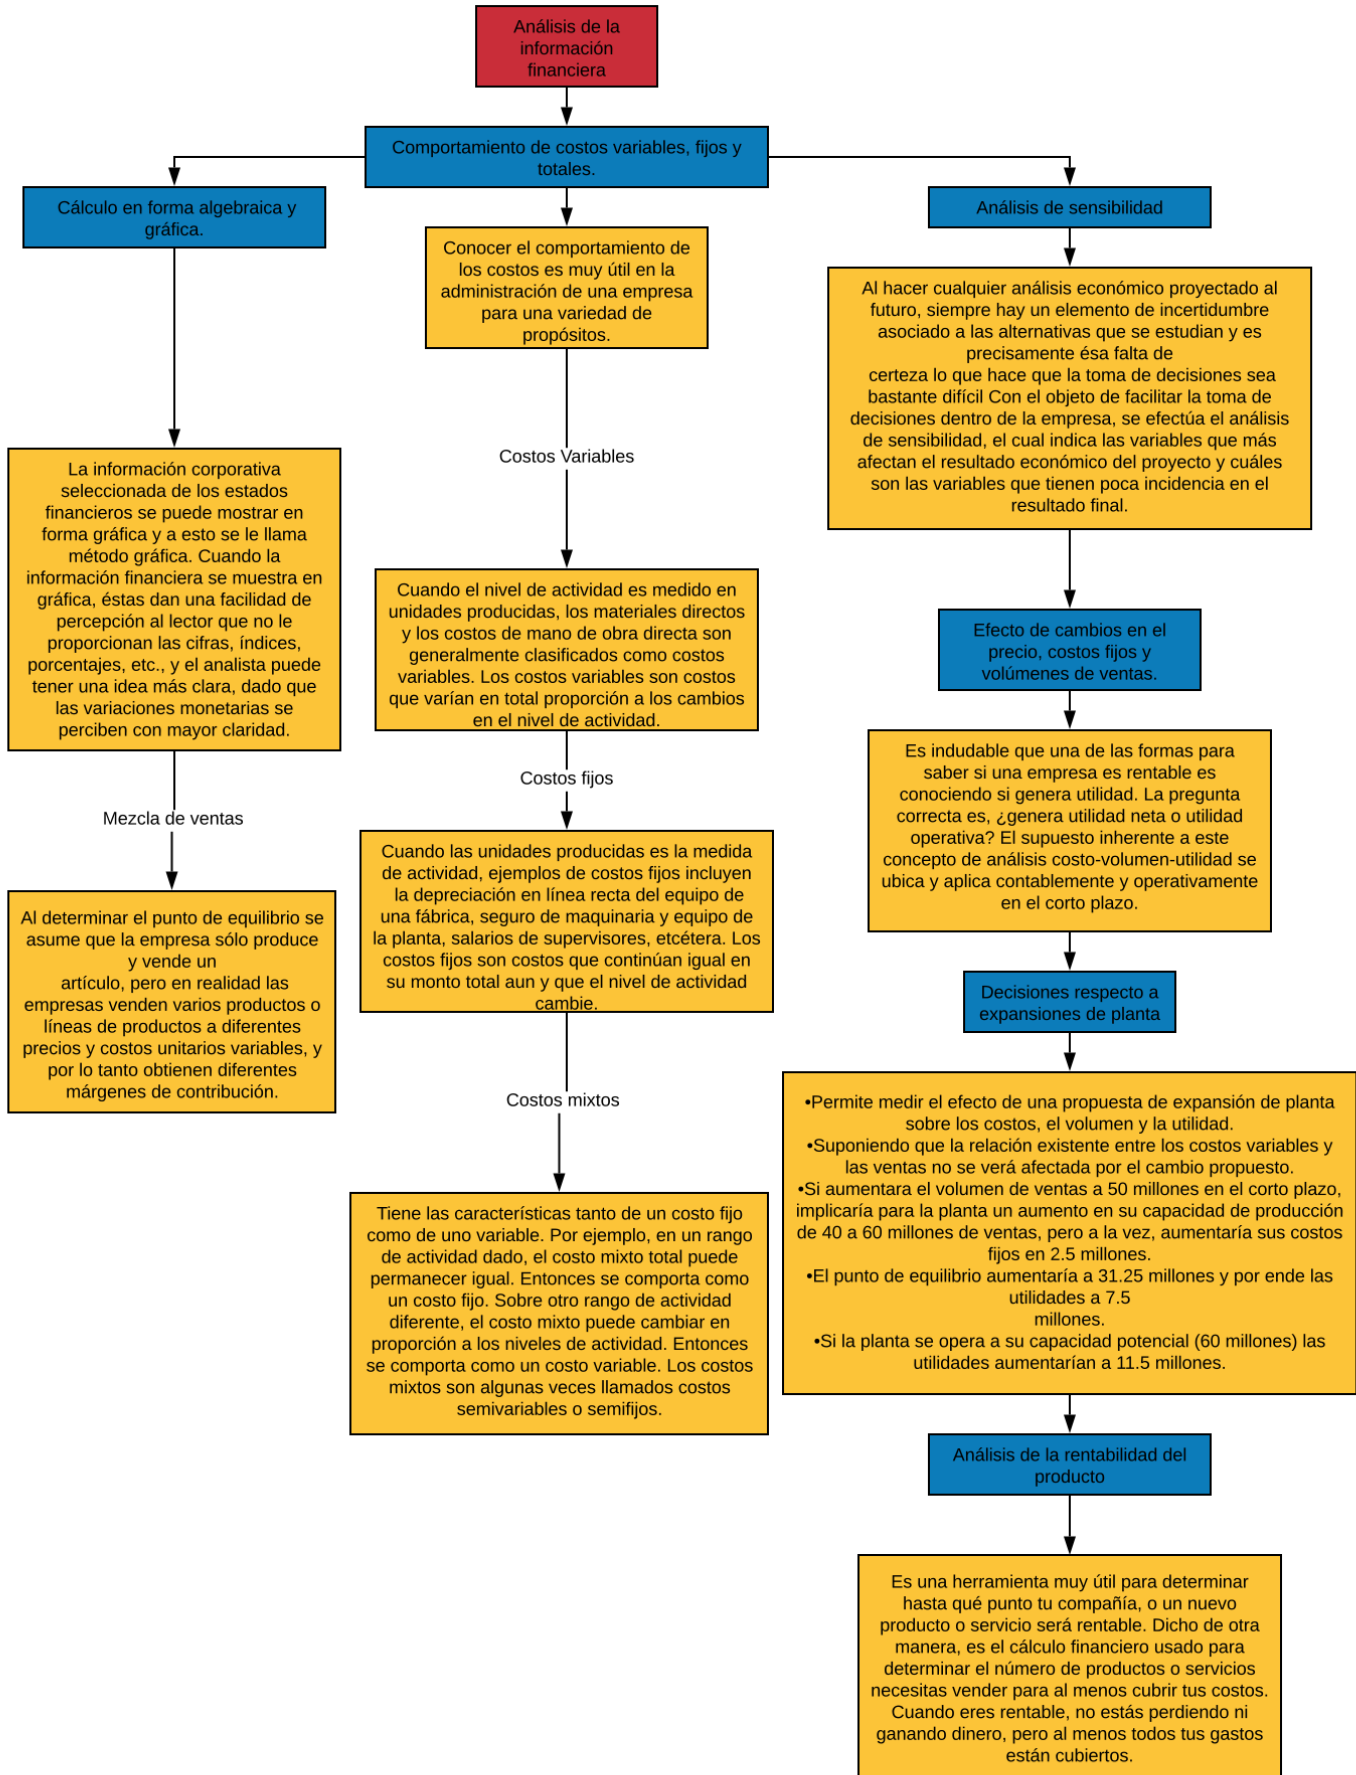 Análisis de la
información
financiera
Comportamiento de costos variables, fijos y
totales.
Cálculo en forma algebraica y
gráfica.
La información corporativa
seleccionada de los estados
financieros se puede mostrar en
forma gráfica y a esto se le llama
método gráfica. Cuando la
información financiera se muestra en
gráfica, éstas dan una facilidad de
percepción al lector que no le
proporcionan las cifras, índices,
porcentajes, etc., y el analista puede
tener una idea más clara, dado que
las variaciones monetarias se
perciben con mayor claridad.
Mezcla de ventas
Al determinar el punto de equilibrio se
asume que la empresa sólo produce
y vende un
artículo, pero en realidad las
empresas venden varios productos o
líneas de productos a diferentes
precios y costos unitarios variables, y
por lo tanto obtienen diferentes
márgenes de contribución.
Conocer el comportamiento de
los costos es muy útil en la
administración de una empresa
para una variedad de
propósitos.
Costos Variables
Cuando el nivel de actividad es medido en
unidades producidas, los materiales directos
y los costos de mano de obra directa son
generalmente clasificados como costos
variables. Los costos variables son costos
que varían en total proporción a los cambios
en el nivel de actividad.
Costos fijos
Cuando las unidades producidas es la medida
de actividad, ejemplos de costos fijos incluyen
la depreciación en línea recta del equipo de
una fábrica, seguro de maquinaria y equipo de
la planta, salarios de supervisores, etcétera. Los
costos fijos son costos que continúan igual en
su monto total aun y que el nivel de actividad
cambie.
Costos mixtos
Tiene las características tanto de un costo fijo
como de uno variable. Por ejemplo, en un rango
de actividad dado, el costo mixto total puede
permanecer igual. Entonces se comporta como
un costo fijo. Sobre otro rango de actividad
diferente, el costo mixto puede cambiar en
proporción a los niveles de actividad. Entonces
se comporta como un costo variable. Los costos
mixtos son algunas veces llamados costos
semivariables o semifijos.
Análisis de sensibilidad
Al hacer cualquier análisis económico proyectado al
futuro, siempre hay un elemento de incertidumbre
asociado a las alternativas que se estudian y es
precisamente ésa falta de
certeza lo que hace que la toma de decisiones sea
bastante difícil Con el objeto de facilitar la toma de
decisiones dentro de la empresa, se efectúa el análisis
de sensibilidad, el cual indica las variables que más
afectan el resultado económico del proyecto y cuáles
son las variables que tienen poca incidencia en el
resultado final.
Efecto de cambios en el
precio, costos fijos y
volúmenes de ventas.
Es indudable que una de las formas para
saber si una empresa es rentable es
conociendo si genera utilidad. La pregunta
correcta es, ¿genera utilidad neta o utilidad
operativa? El supuesto inherente a este
concepto de análisis costo-volumen-utilidad se
ubica y aplica contablemente y operativamente
en el corto plazo.
Decisiones respecto a
expansiones de planta
•Permite medir el efecto de una propuesta de expansión de planta
sobre los costos, el volumen y la utilidad.
•Suponiendo que la relación existente entre los costos variables y
las ventas no se verá afectada por el cambio propuesto.
•Si aumentara el volumen de ventas a 50 millones en el corto plazo,
implicaría para la planta un aumento en su capacidad de producción
de 40 a 60 millones de ventas, pero a la vez, aumentaría sus costos
fijos en 2.5 millones.
•El punto de equilibrio aumentaría a 31.25 millones y por ende las
utilidades a 7.5
millones.
•Si la planta se opera a su capacidad potencial (60 millones) las
utilidades aumentarían a 11.5 millones.
Análisis de la rentabilidad del
producto
Es una herramienta muy útil para determinar
hasta qué punto tu compañía, o un nuevo
producto o servicio será rentable. Dicho de otra
manera, es el cálculo financiero usado para
determinar el número de productos o servicios
necesitas vender para al menos cubrir tus costos.
Cuando eres rentable, no estás perdiendo ni
ganando dinero, pero al menos todos tus gastos
están cubiertos.